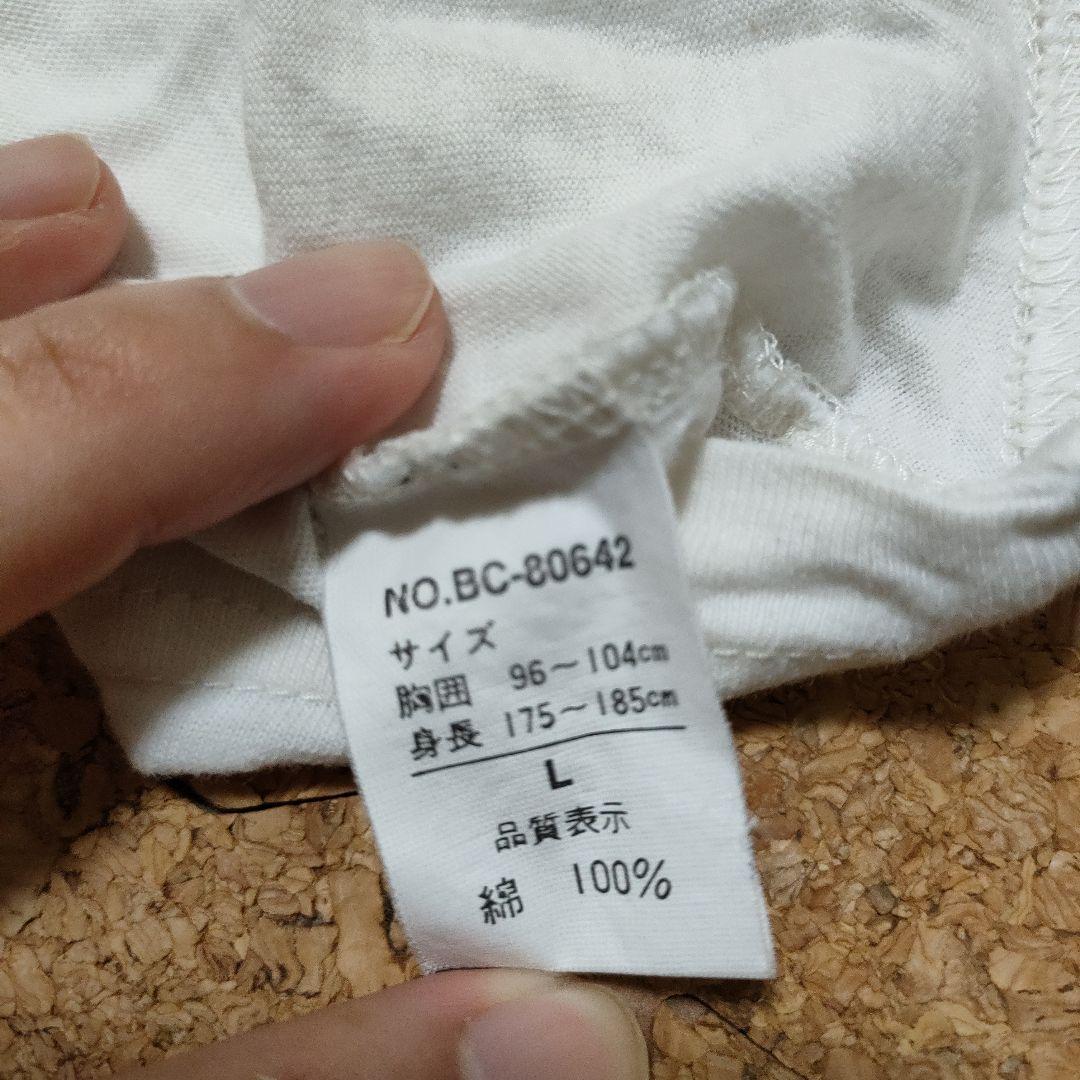 NO.BC-80642
サイズ
胸囲 96〜104cm
身長 175〜185cm
L
品質表示
綿 100%